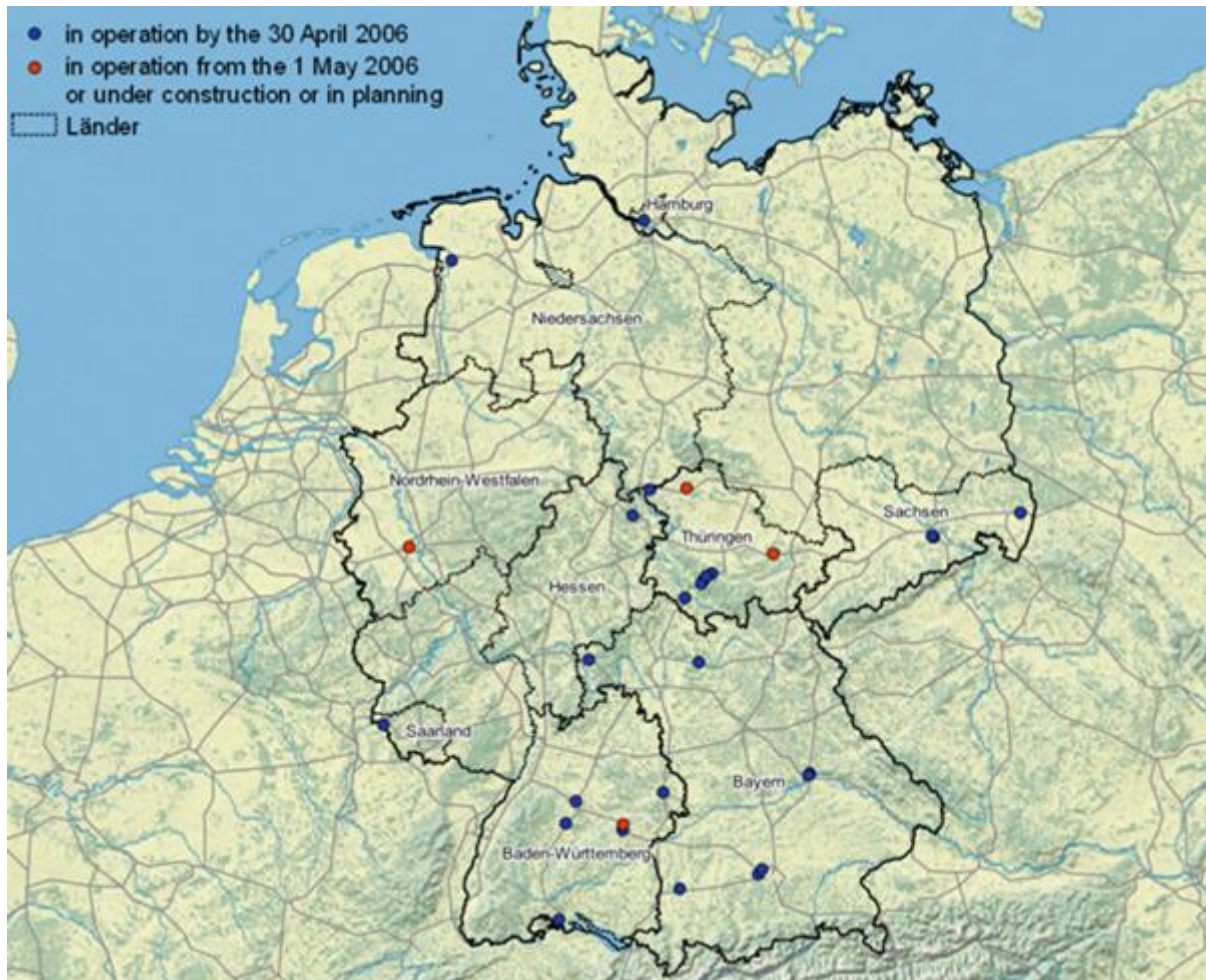 in operation by the 30 April 2006
in operation from the 1 May 2006
or under construction or in planning
Länder
Hamburg
Niedersachsen
Nordrhein-Westfalen
Sachsen
Thüringen
Hessen
Saarland
Bayern
Baden-Württemberg